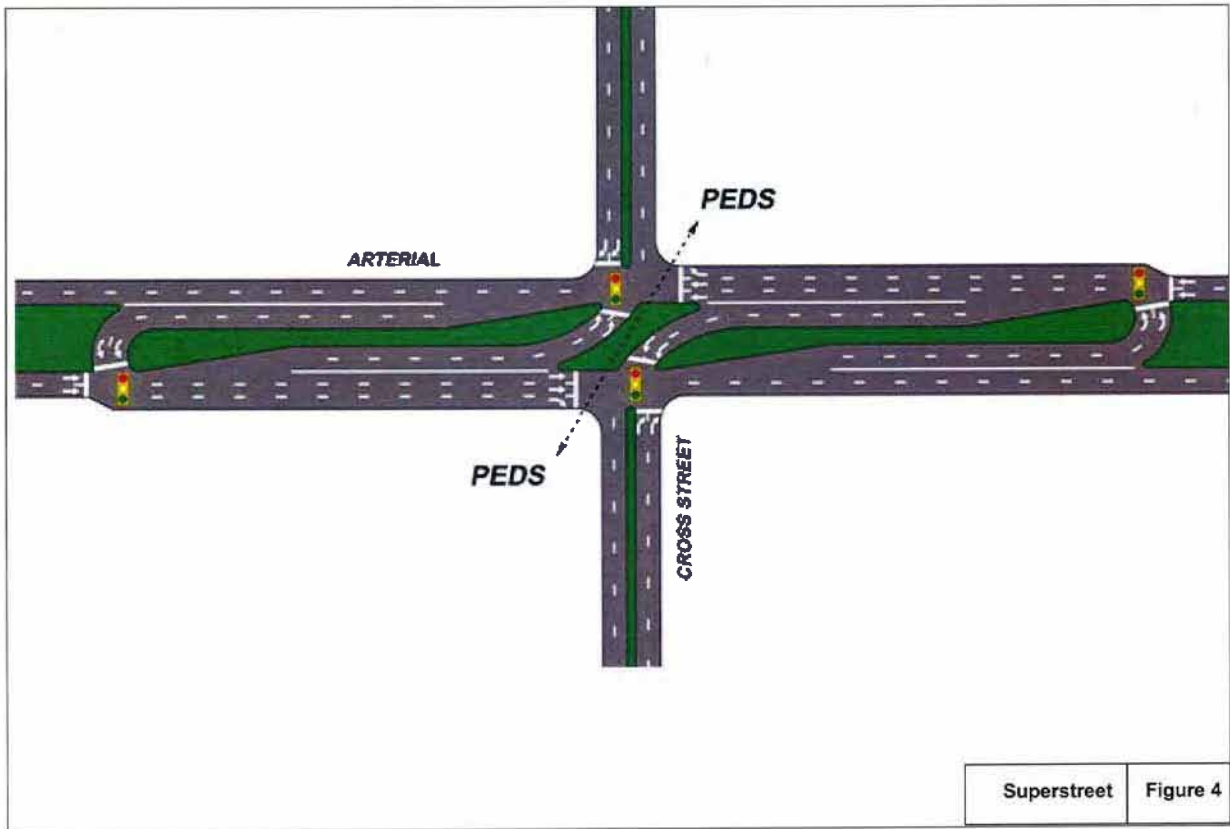 PEDS
ARTERIAL
PEDS
CROSS STREET
Superstreet
Figure 4